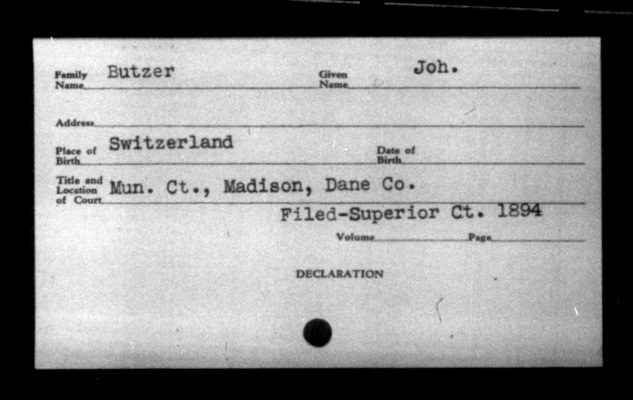 Family Name Butzer Given Name Joh.
Address
Place of Birth Switzerland Date of Birth
Title and Location of Court Mun. Ct., Madison, Dane Co.
Filed-Superior Ct. 1894
Volume Page
DECLARATION